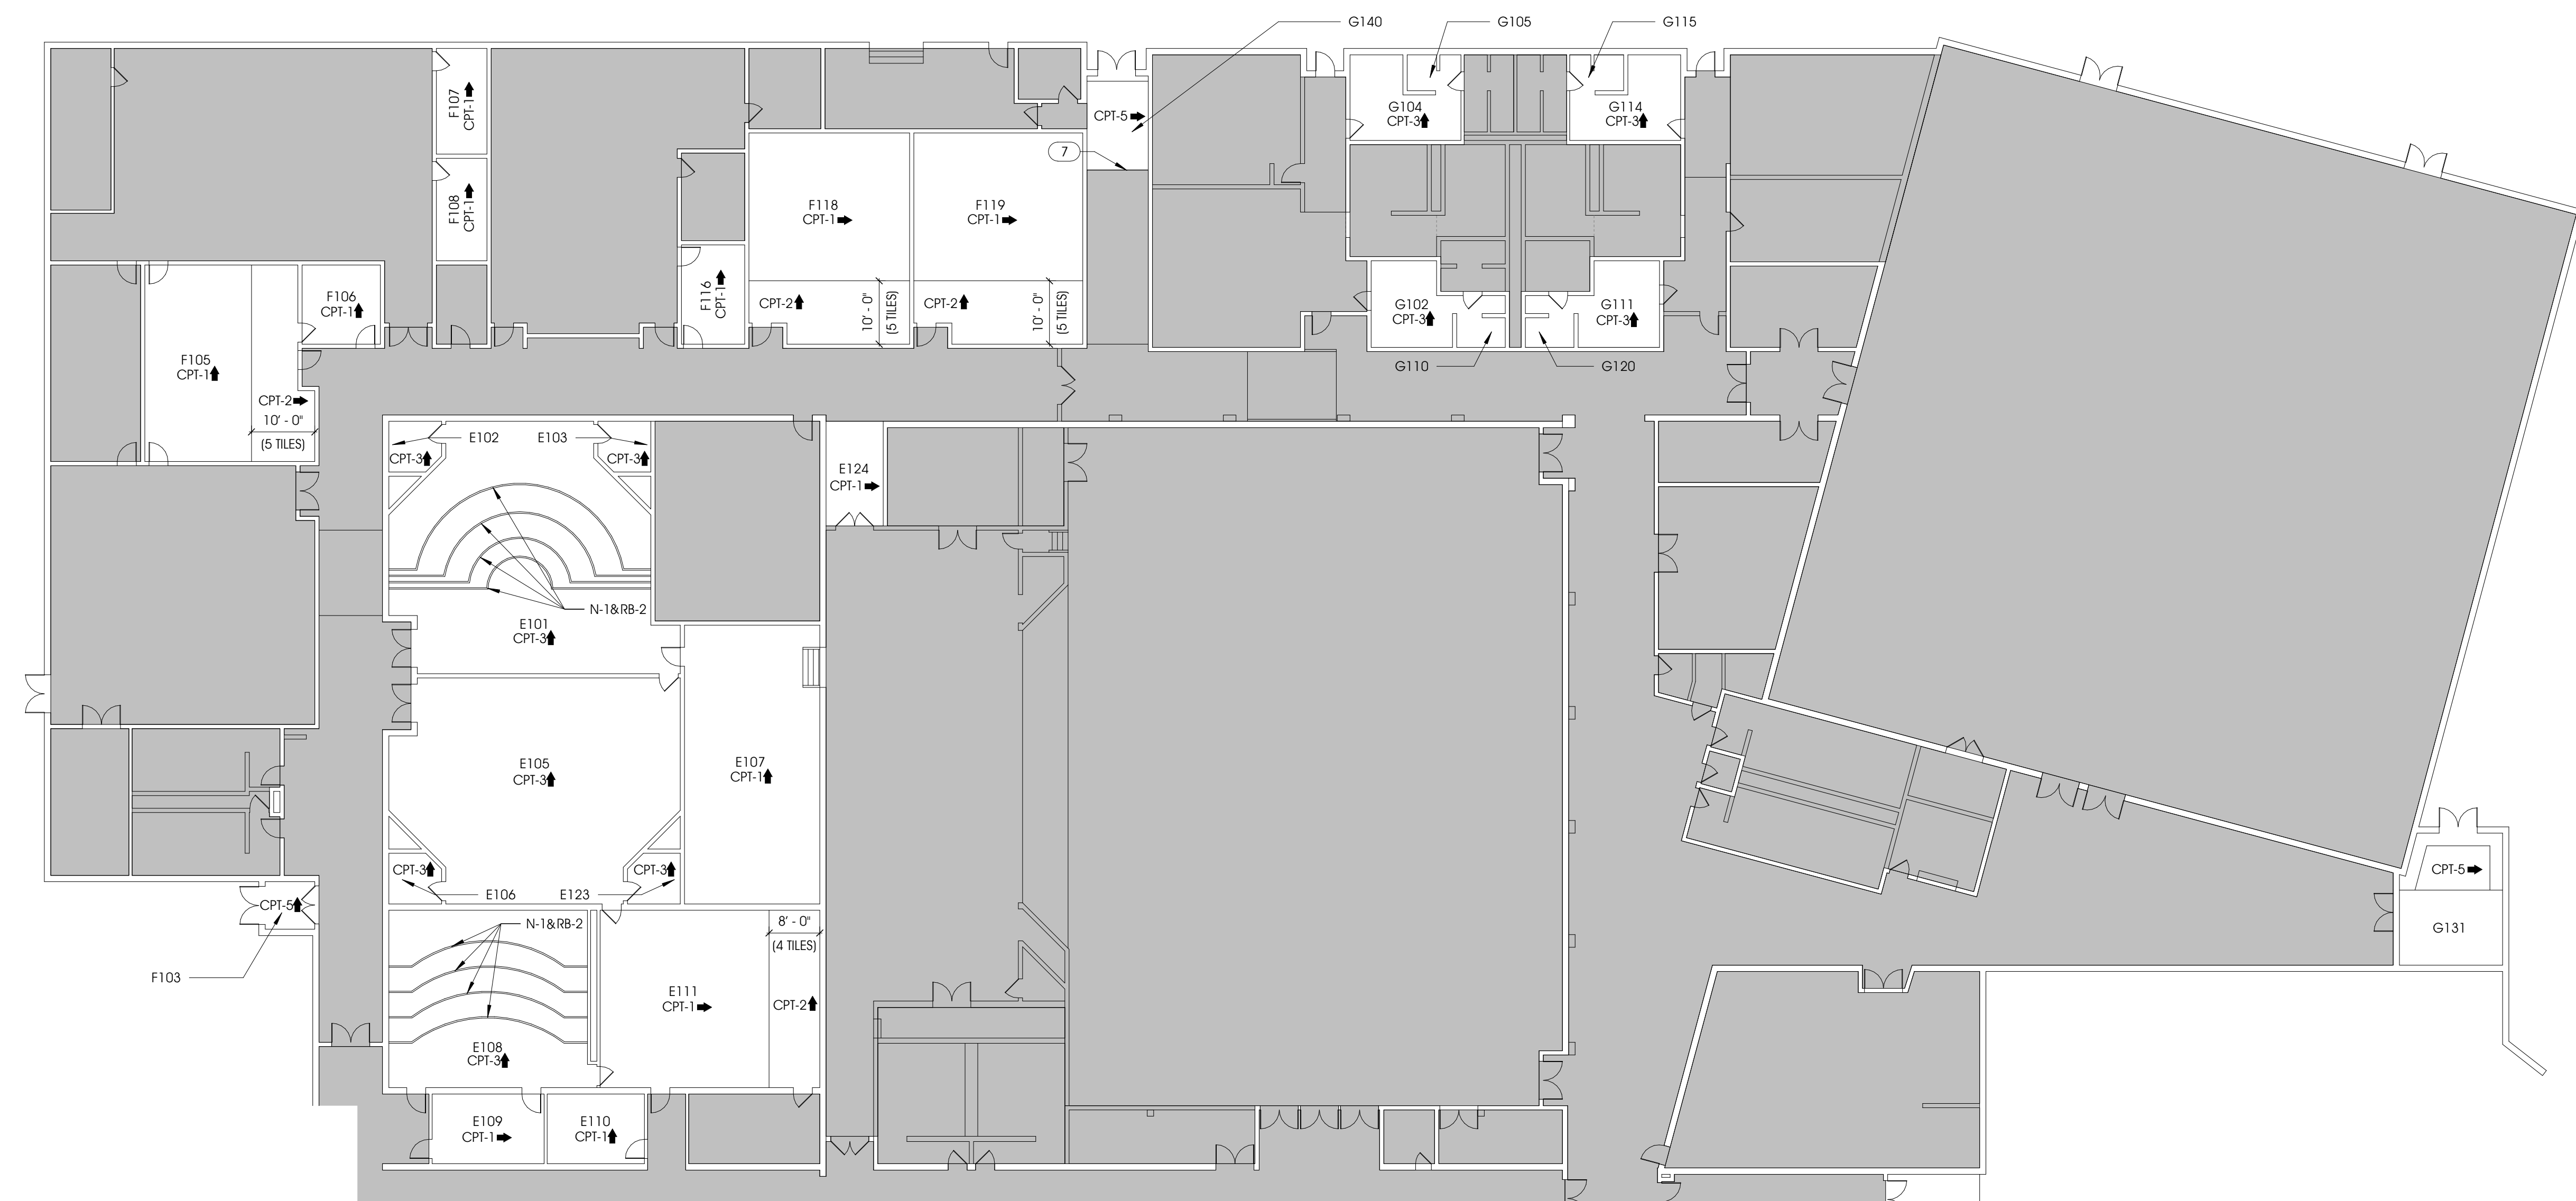 G140
G105
G115
F107
CPT-1
CPT-5
G104
CPT-3
G114
CPT-3
7
F108
CPT-1
F118
CPT-1
F119
CPT-1
F106
CPT-1
F116
CPT-1
CPT-2
10' - 0"
(5 TILES)
CPT-2
10' - 0"
(5 TILES)
G102
CPT-3
G111
CPT-3
G110
G120
F105
CPT-1
CPT-2
10' - 0"
(5 TILES)
E102
E103
CPT-3
CPT-3
E124
CPT-1
N-1&RB-2
E101
CPT-3
E105
CPT-3
E107
CPT-1
CPT-3
CPT-3
E106
E123
CPT-5
F103
N-1&RB-2
8' - 0"
(4 TILES)
E111
CPT-1
CPT-2
E108
CPT-3
E109
CPT-1
E110
CPT-1
CPT-5
G131